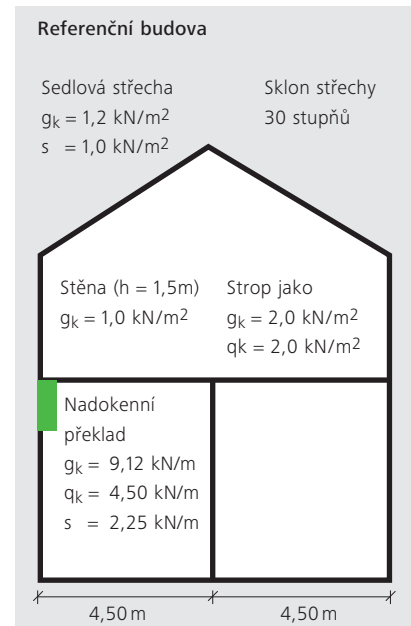 Referenční budova
Sedlová střecha
gk = 1,2 kN/m2
s = 1,0 kN/m2
Sklon střechy
30 stupňů
Stěna (h = 1,5m)
gk = 1,0 kN/m2
Strop jako
gk = 2,0 kN/m2
qk = 2,0 kN/m2
Nadokenní
překlad
gk = 9,12 kN/m
qk = 4,50 kN/m
s = 2,25 kN/m
4,50 m
4,50 m